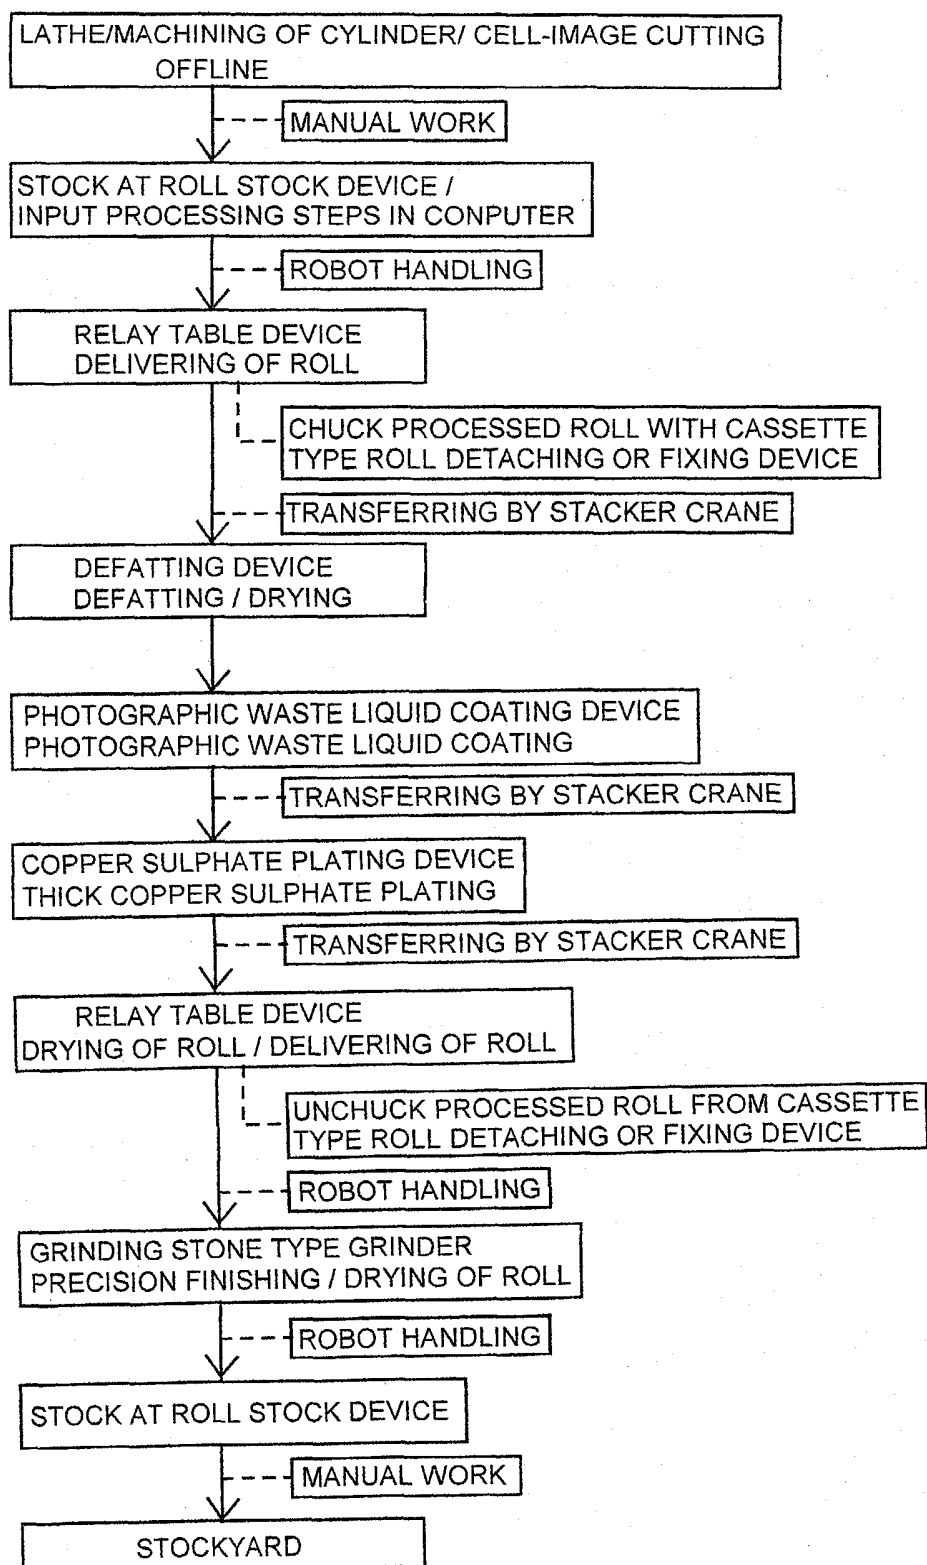 LATHE/MACHINING OF CYLINDER/ CELL-IMAGE CUTTING
OFFLINE
MANUAL WORK
STOCK AT ROLL STOCK DEVICE /
INPUT PROCESSING STEPS IN CONPUTER
ROBOT HANDLING
RELAY TABLE DEVICE
DELIVERING OF ROLL
CHUCK PROCESSED ROLL WITH CASSETTE
TYPE ROLL DETACHING OR FIXING DEVICE
TRANSFERRING BY STACKER CRANE
DEFATTING DEVICE
DEFATTING / DRYING
PHOTOGRAPHIC WASTE LIQUID COATING DEVICE
PHOTOGRAPHIC WASTE LIQUID COATING
TRANSFERRING BY STACKER CRANE
COPPER SULPHATE PLATING DEVICE
THICK COPPER SULPHATE PLATING
TRANSFERRING BY STACKER CRANE
RELAY TABLE DEVICE
DRYING OF ROLL / DELIVERING OF ROLL
UNCHUCK PROCESSED ROLL FROM CASSETTE
TYPE ROLL DETACHING OR FIXING DEVICE
ROBOT HANDLING
GRINDING STONE TYPE GRINDER
PRECISION FINISHING / DRYING OF ROLL
ROBOT HANDLING
STOCK AT ROLL STOCK DEVICE
MANUAL WORK
STOCKYARD